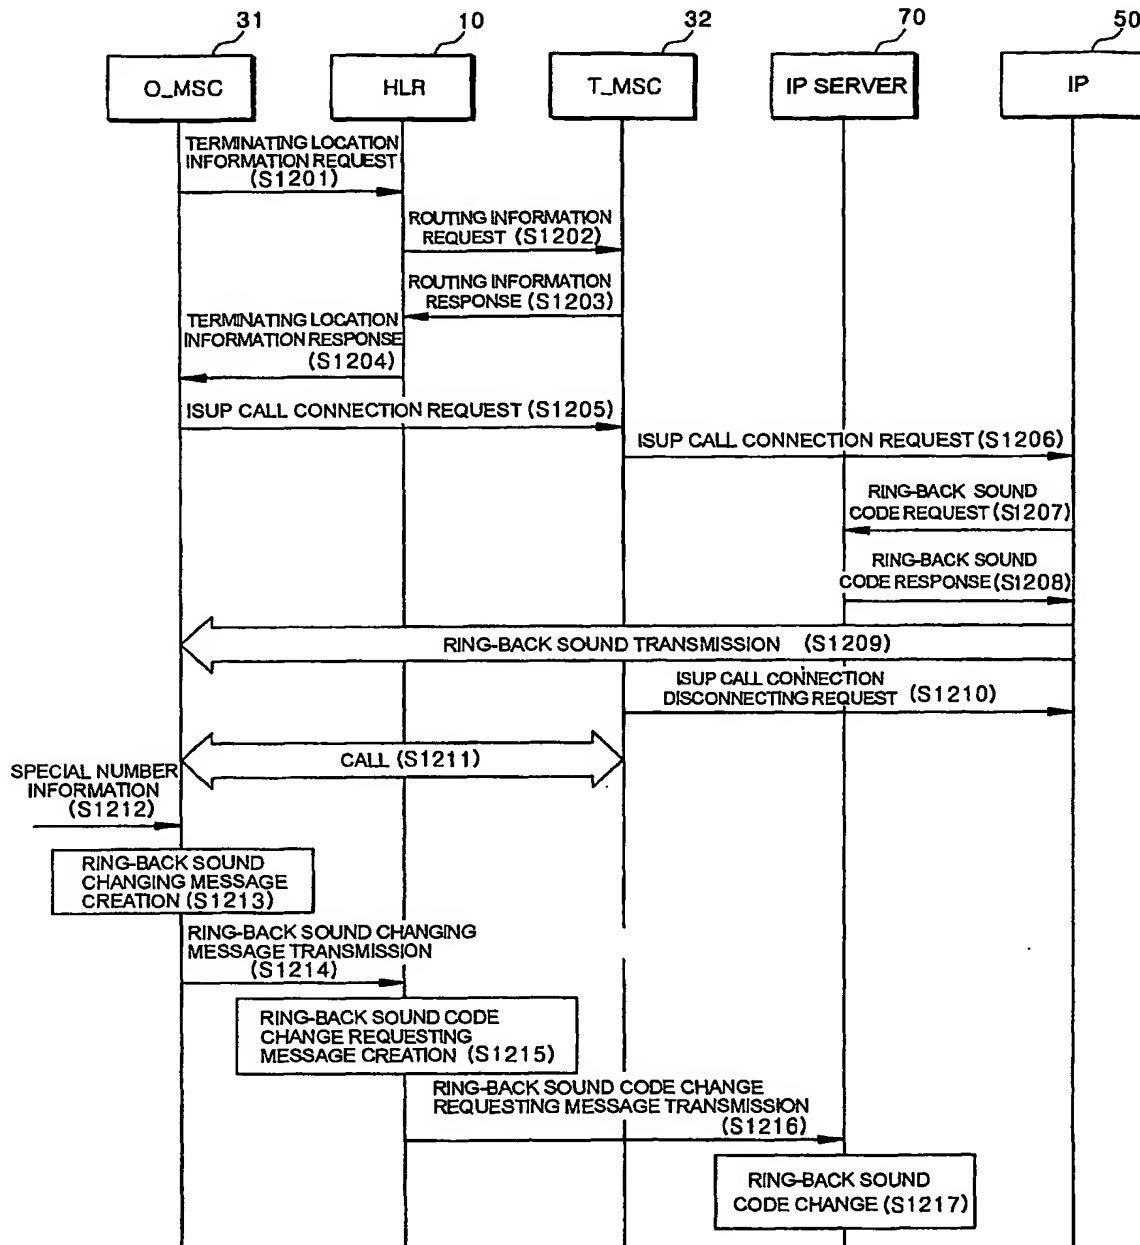 31
10
32
70
50
O_MSC
HLR
T_MSC
IP SERVER
IP
TERMINATING LOCATION
INFORMATION REQUEST
(S1201)
ROUTING INFORMATION
REQUEST (S1202)
ROUTING INFORMATION
RESPONSE (S1203)
TERMINATING LOCATION
INFORMATION RESPONSE
(S1204)
ISUP CALL CONNECTION REQUEST (S1205)
ISUP CALL CONNECTION REQUEST (S1206)
RING-BACK SOUND
CODE REQUEST (S1207)
RING-BACK SOUND
CODE RESPONSE (S1208)
RING-BACK SOUND TRANSMISSION (S1209)
ISUP CALL CONNECTION
DISCONNECTING REQUEST (S1210)
CALL (S1211)
SPECIAL NUMBER
INFORMATION
(S1212)
RING-BACK SOUND
CHANGING MESSAGE
CREATION (S1213)
RING-BACK SOUND CHANGING
MESSAGE TRANSMISSION
(S1214)
RING-BACK SOUND CODE
CHANGE REQUESTING
MESSAGE CREATION (S1215)
RING-BACK SOUND CODE CHANGE
REQUESTING MESSAGE TRANSMISSION
(S1216)
RING-BACK SOUND
CODE CHANGE (S1217)